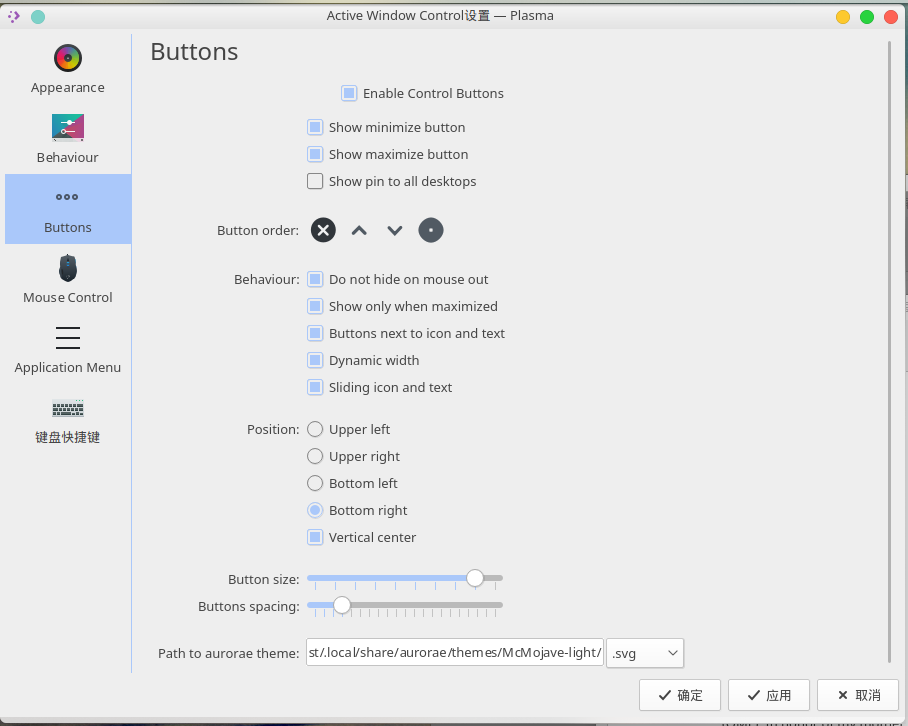 Active Window Control设置 — Plasma
Appearance
Behaviour
Buttons
Mouse Control
Application Menu
键盘快捷键
Buttons
Enable Control Buttons
Show minimize button
Show maximize button
Show pin to all desktops
Button order:
Behaviour: Do not hide on mouse out
Show only when maximized
Buttons next to icon and text
Dynamic width
Sliding icon and text
Position: Upper left
Upper right
Bottom left
Bottom right
Vertical center
Button size:
Buttons spacing:
Path to aurorae theme: st/.local/share/aurorae/themes/McMojave-light/ .svg
确定 应用 取消